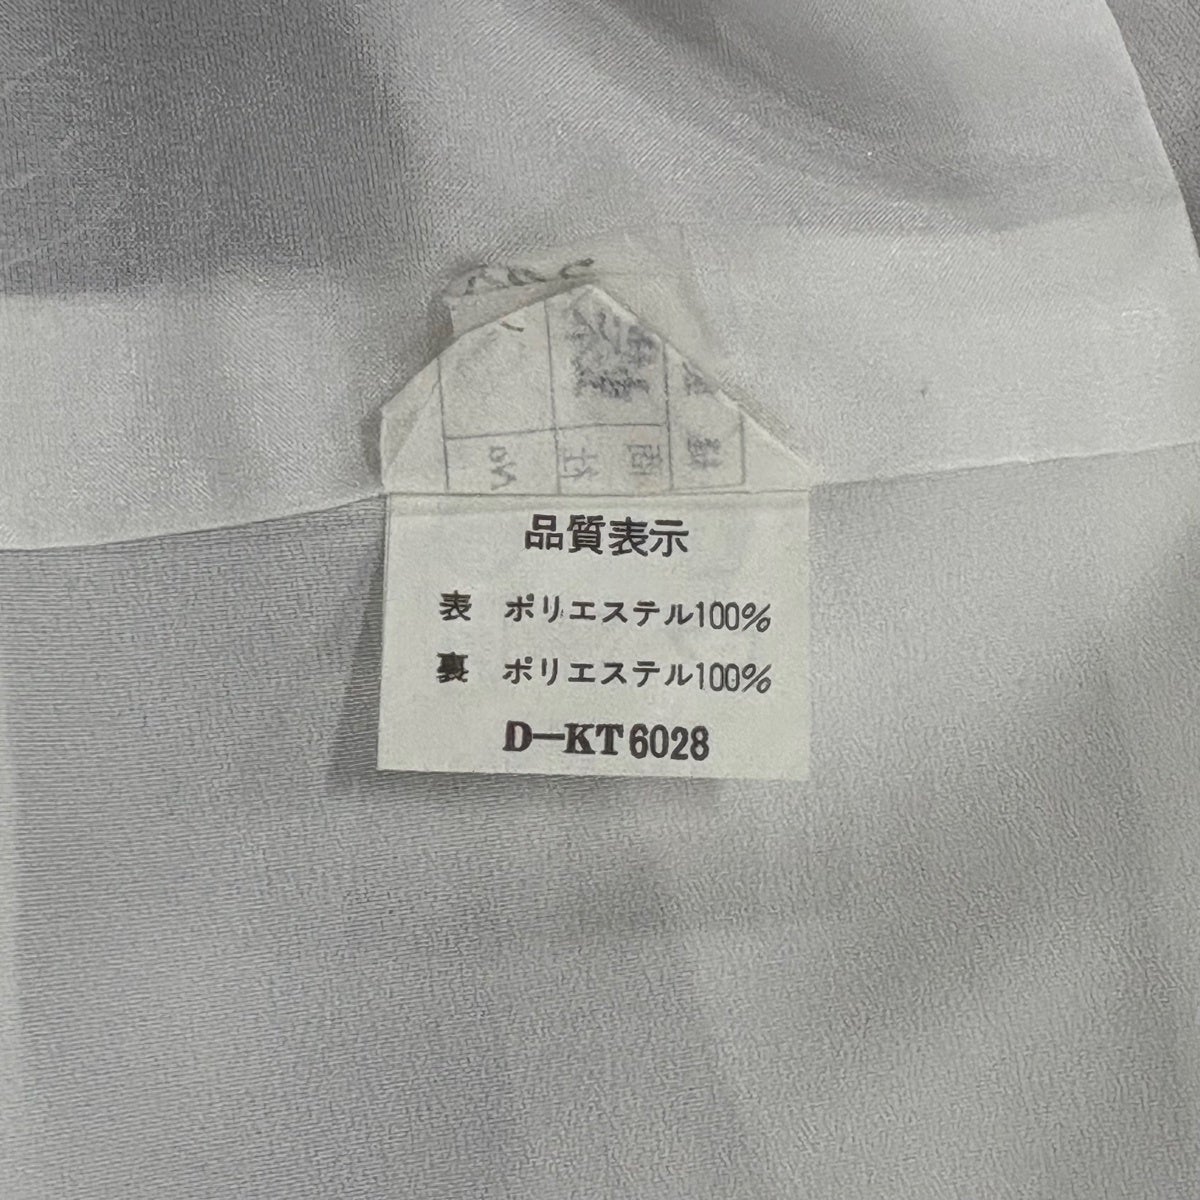 品質表示
表 ポリエステル100%
裏 ポリエステル100%
D-KT6028